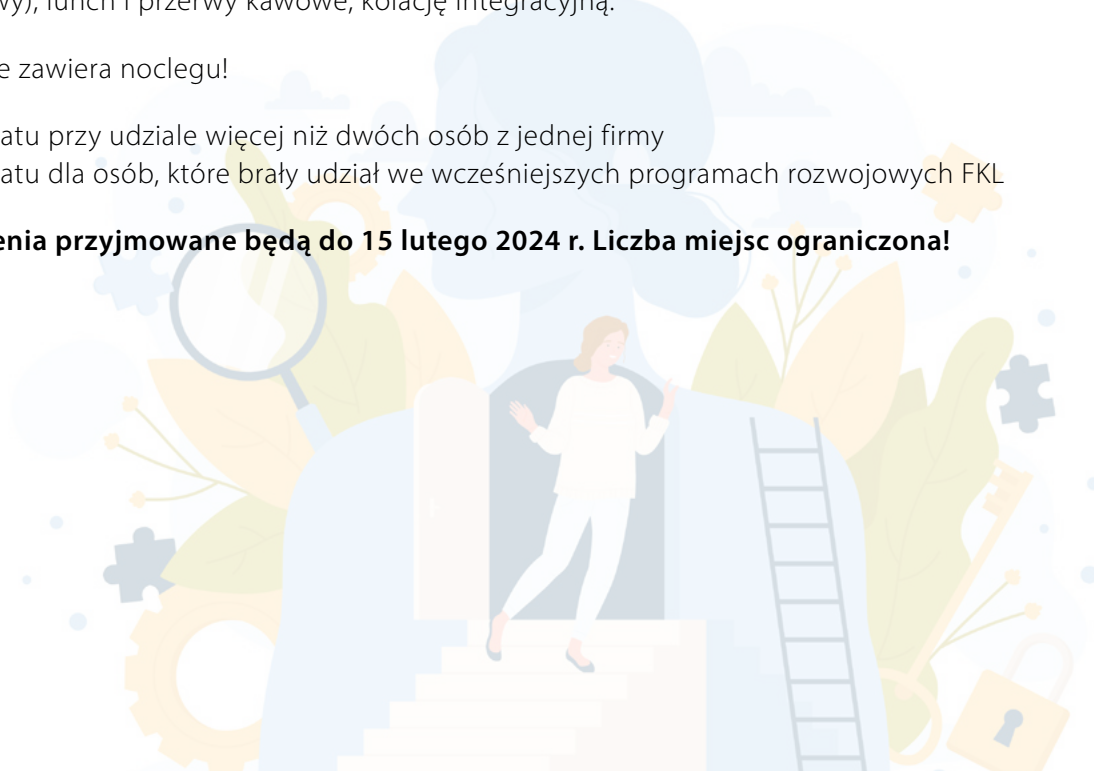 wy), lunch i przerwy kawowe, kolację integracyjną.
e zawiera noclegu!
atu przy udziale więcej niż dwóch osób z jednej firmy
atu dla osób, które brały udział we wcześniejszych programach rozwojowych FKL
enia przyjmowane będą do 15 lutego 2024 r. Liczba miejsc ograniczona!